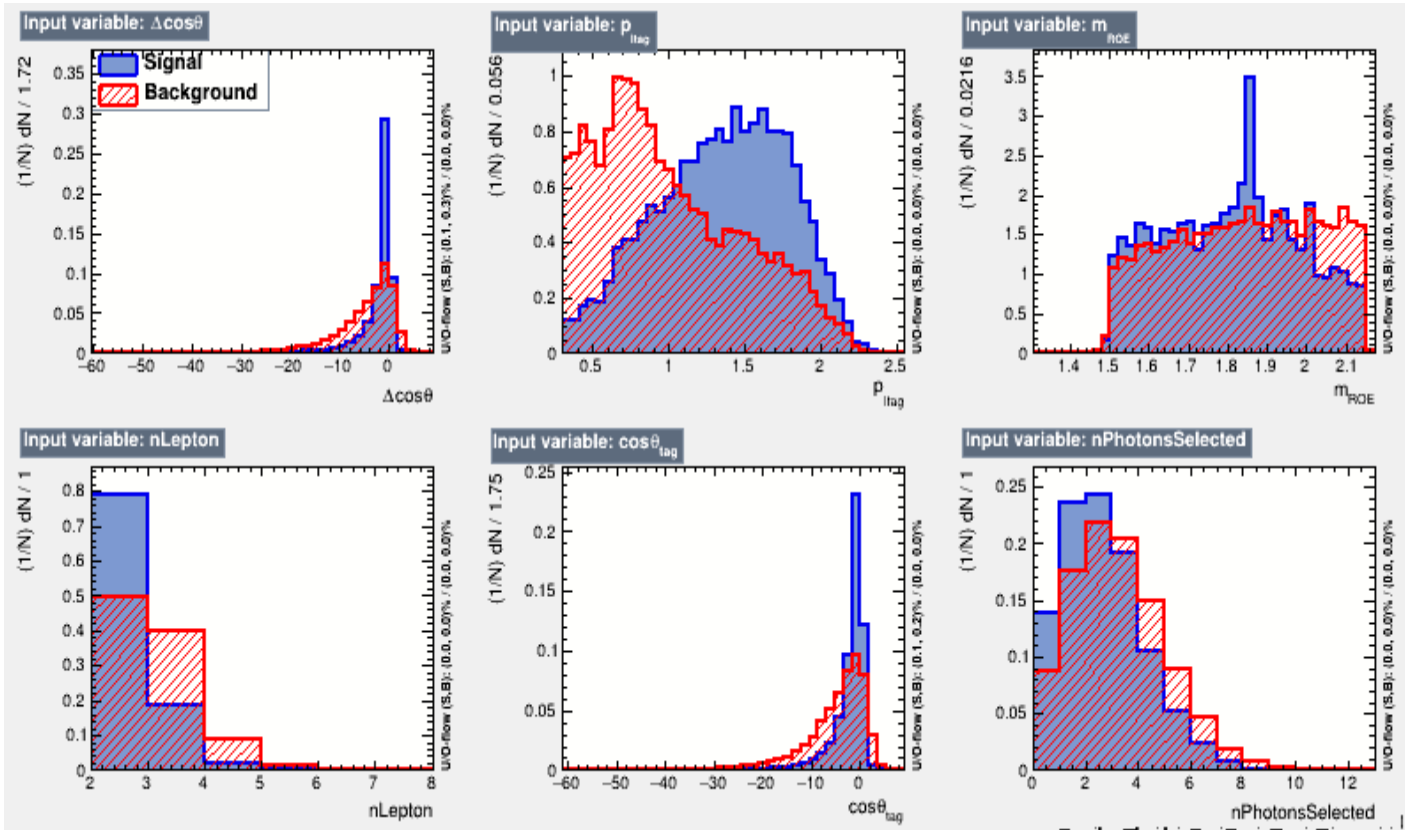 Input variable: Δcosθ
(1/N) dN / 1.72
0.35
0.3
0.25
0.2
0.15
0.1
0.05
0
Signal
Background
−60 −50 −40 −30 −20 −10 0
Δcosθ
U/O-flow (S,B): (0.1, 0.3)% / (0.0, 0.0)%
Input variable: p_ltag
(1/N) dN / 0.056
1
0.8
0.6
0.4
0.2
0
0.5 1 1.5 2 2.5
p_ltag
U/O-flow (S,B): (0.0, 0.0)% / (0.0, 0.0)%
Input variable: m_ROE
(1/N) dN / 0.0216
3.5
3
2.5
2
1.5
1
0.5
0
1.4 1.5 1.6 1.7 1.8 1.9 2 2.1
m_ROE
U/O-flow (S,B): (0.0, 0.0)% / (0.0, 0.0)%
Input variable: nLepton
(1/N) dN / 1
0.8
0.7
0.6
0.5
0.4
0.3
0.2
0.1
0
2 3 4 5 6 7 8
nLepton
U/O-flow (S,B): (0.0, 0.0)% / (0.0, 0.0)%
Input variable: cosθ_tag
(1/N) dN / 1.75
0.25
0.2
0.15
0.1
0.05
0
−60 −50 −40 −30 −20 −10 0
cosθ_tag
U/O-flow (S,B): (0.1, 0.2)% / (0.0, 0.0)%
Input variable: nPhotonsSelected
(1/N) dN / 1
0.25
0.2
0.15
0.1
0.05
0
0 2 4 6 8 10 12
nPhotonsSelected
U/O-flow (S,B): (0.0, 0.0)% / (0.0, 0.0)%